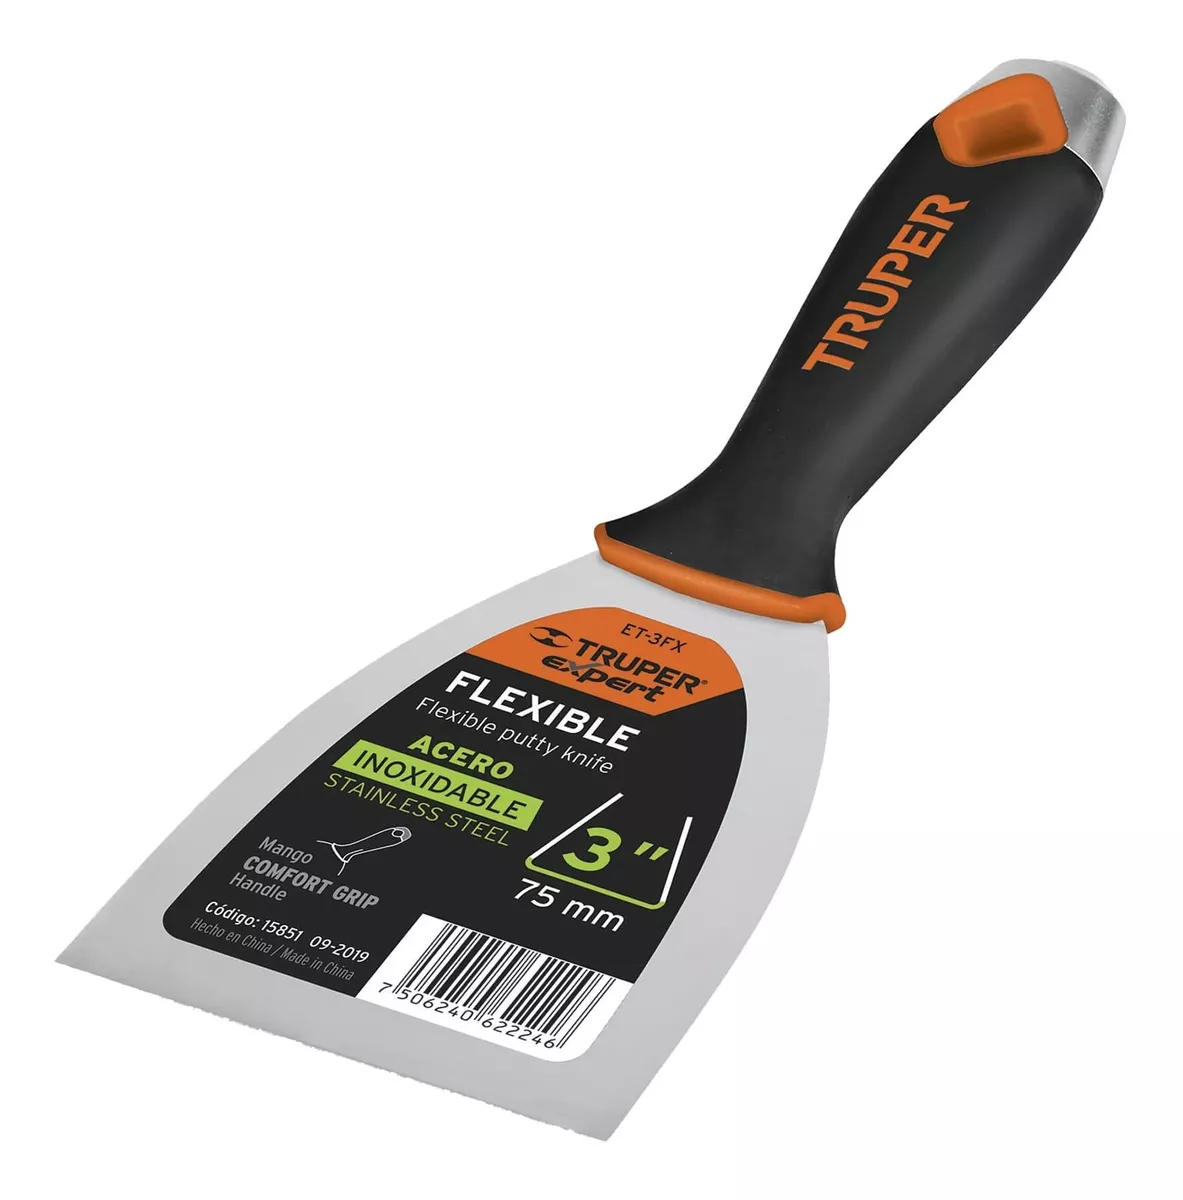 TRUPER
ET-3FX
TRUPER®
expert
FLEXIBLE
Flexible putty knife
ACERO
INOXIDABLE
STAINLESS STEEL
3"
75 mm
Mango
COMFORT GRIP
Handle
Código: 15851 09-2019
Hecho en China / Made in China
7 506240 622246